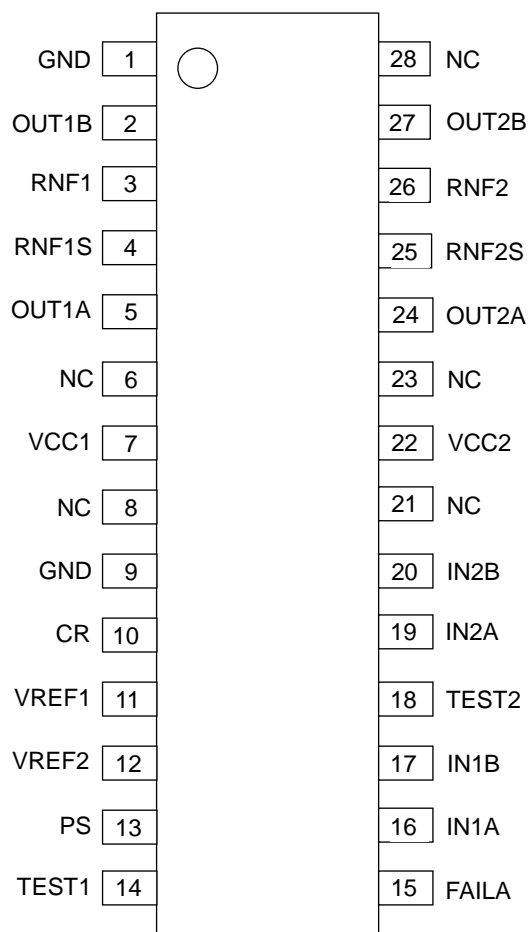 GND 1 28 NC
OUT1B 2 27 OUT2B
RNF1 3 26 RNF2
RNF1S 4 25 RNF2S
OUT1A 5 24 OUT2A
NC 6 23 NC
VCC1 7 22 VCC2
NC 8 21 NC
GND 9 20 IN2B
CR 10 19 IN2A
VREF1 11 18 TEST2
VREF2 12 17 IN1B
PS 13 16 IN1A
TEST1 14 15 FAILA